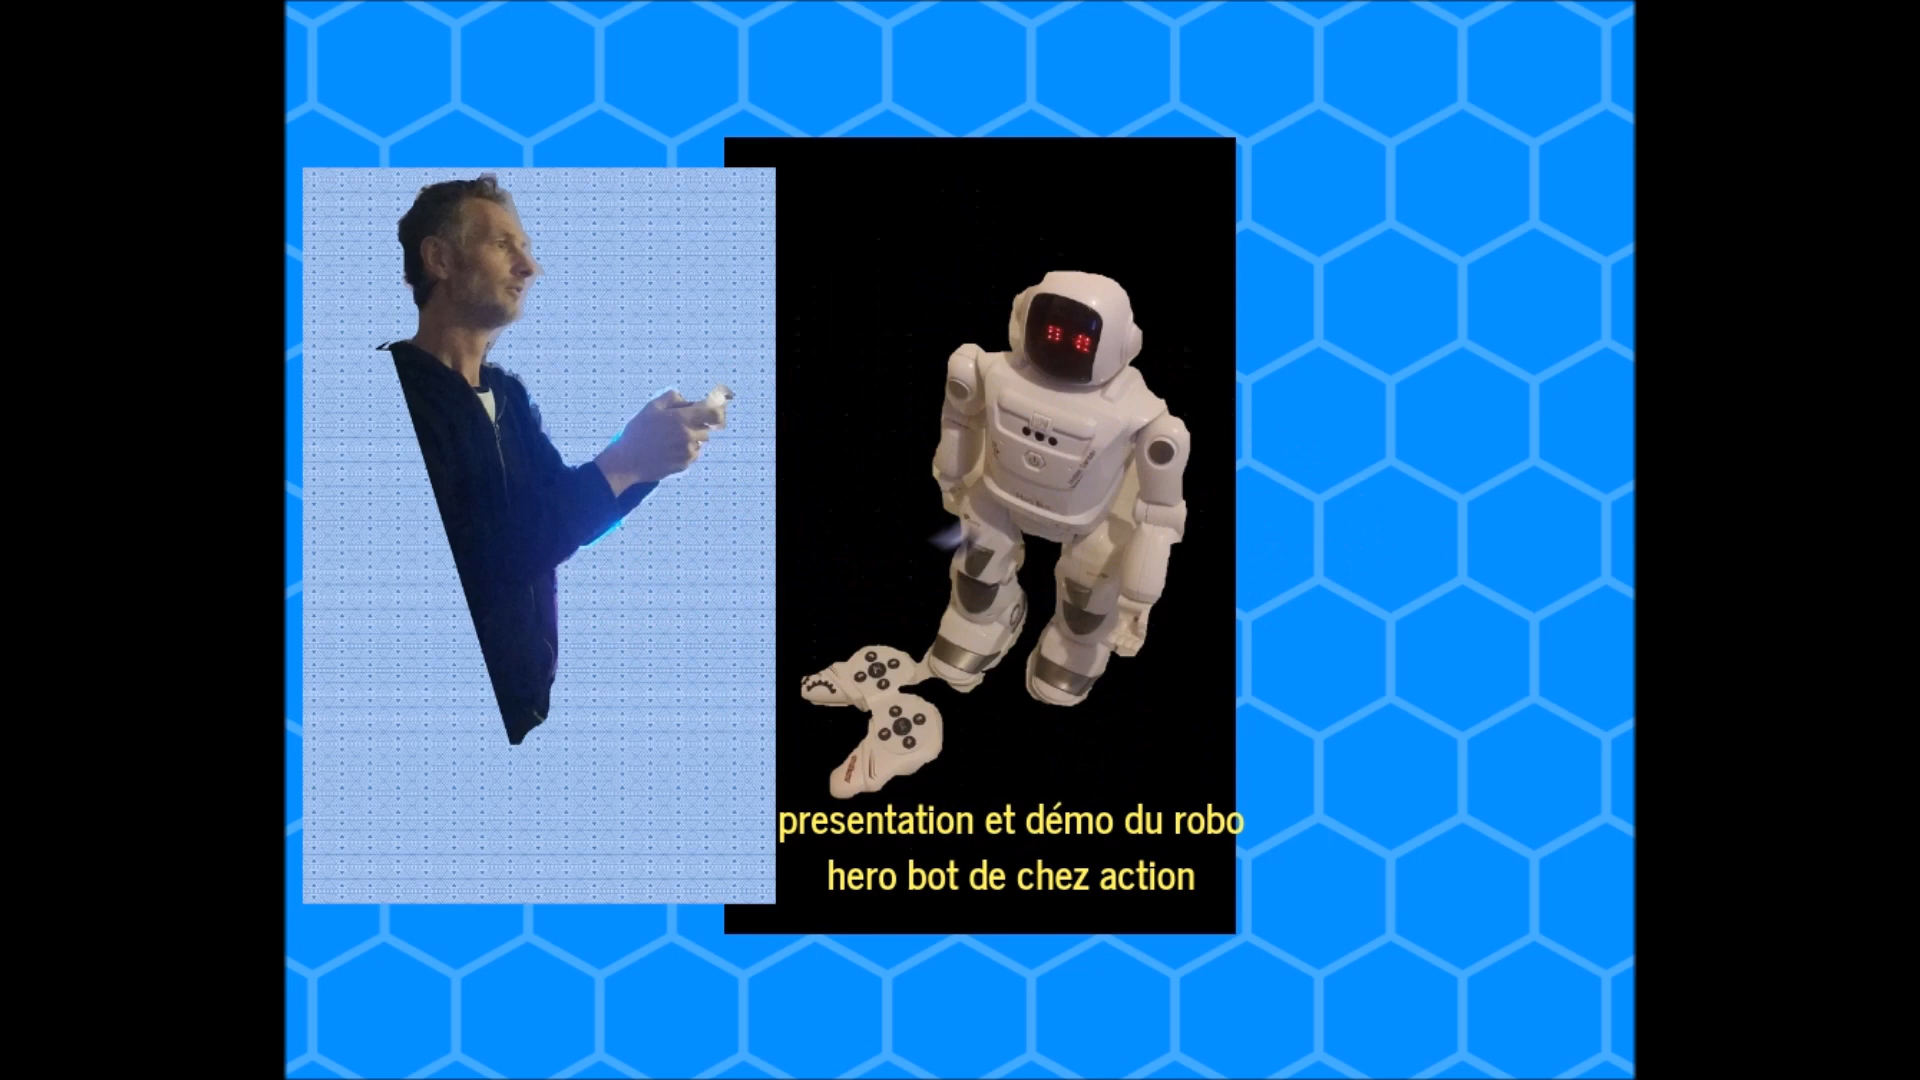 presentation et démo du robo
hero bot de chez action